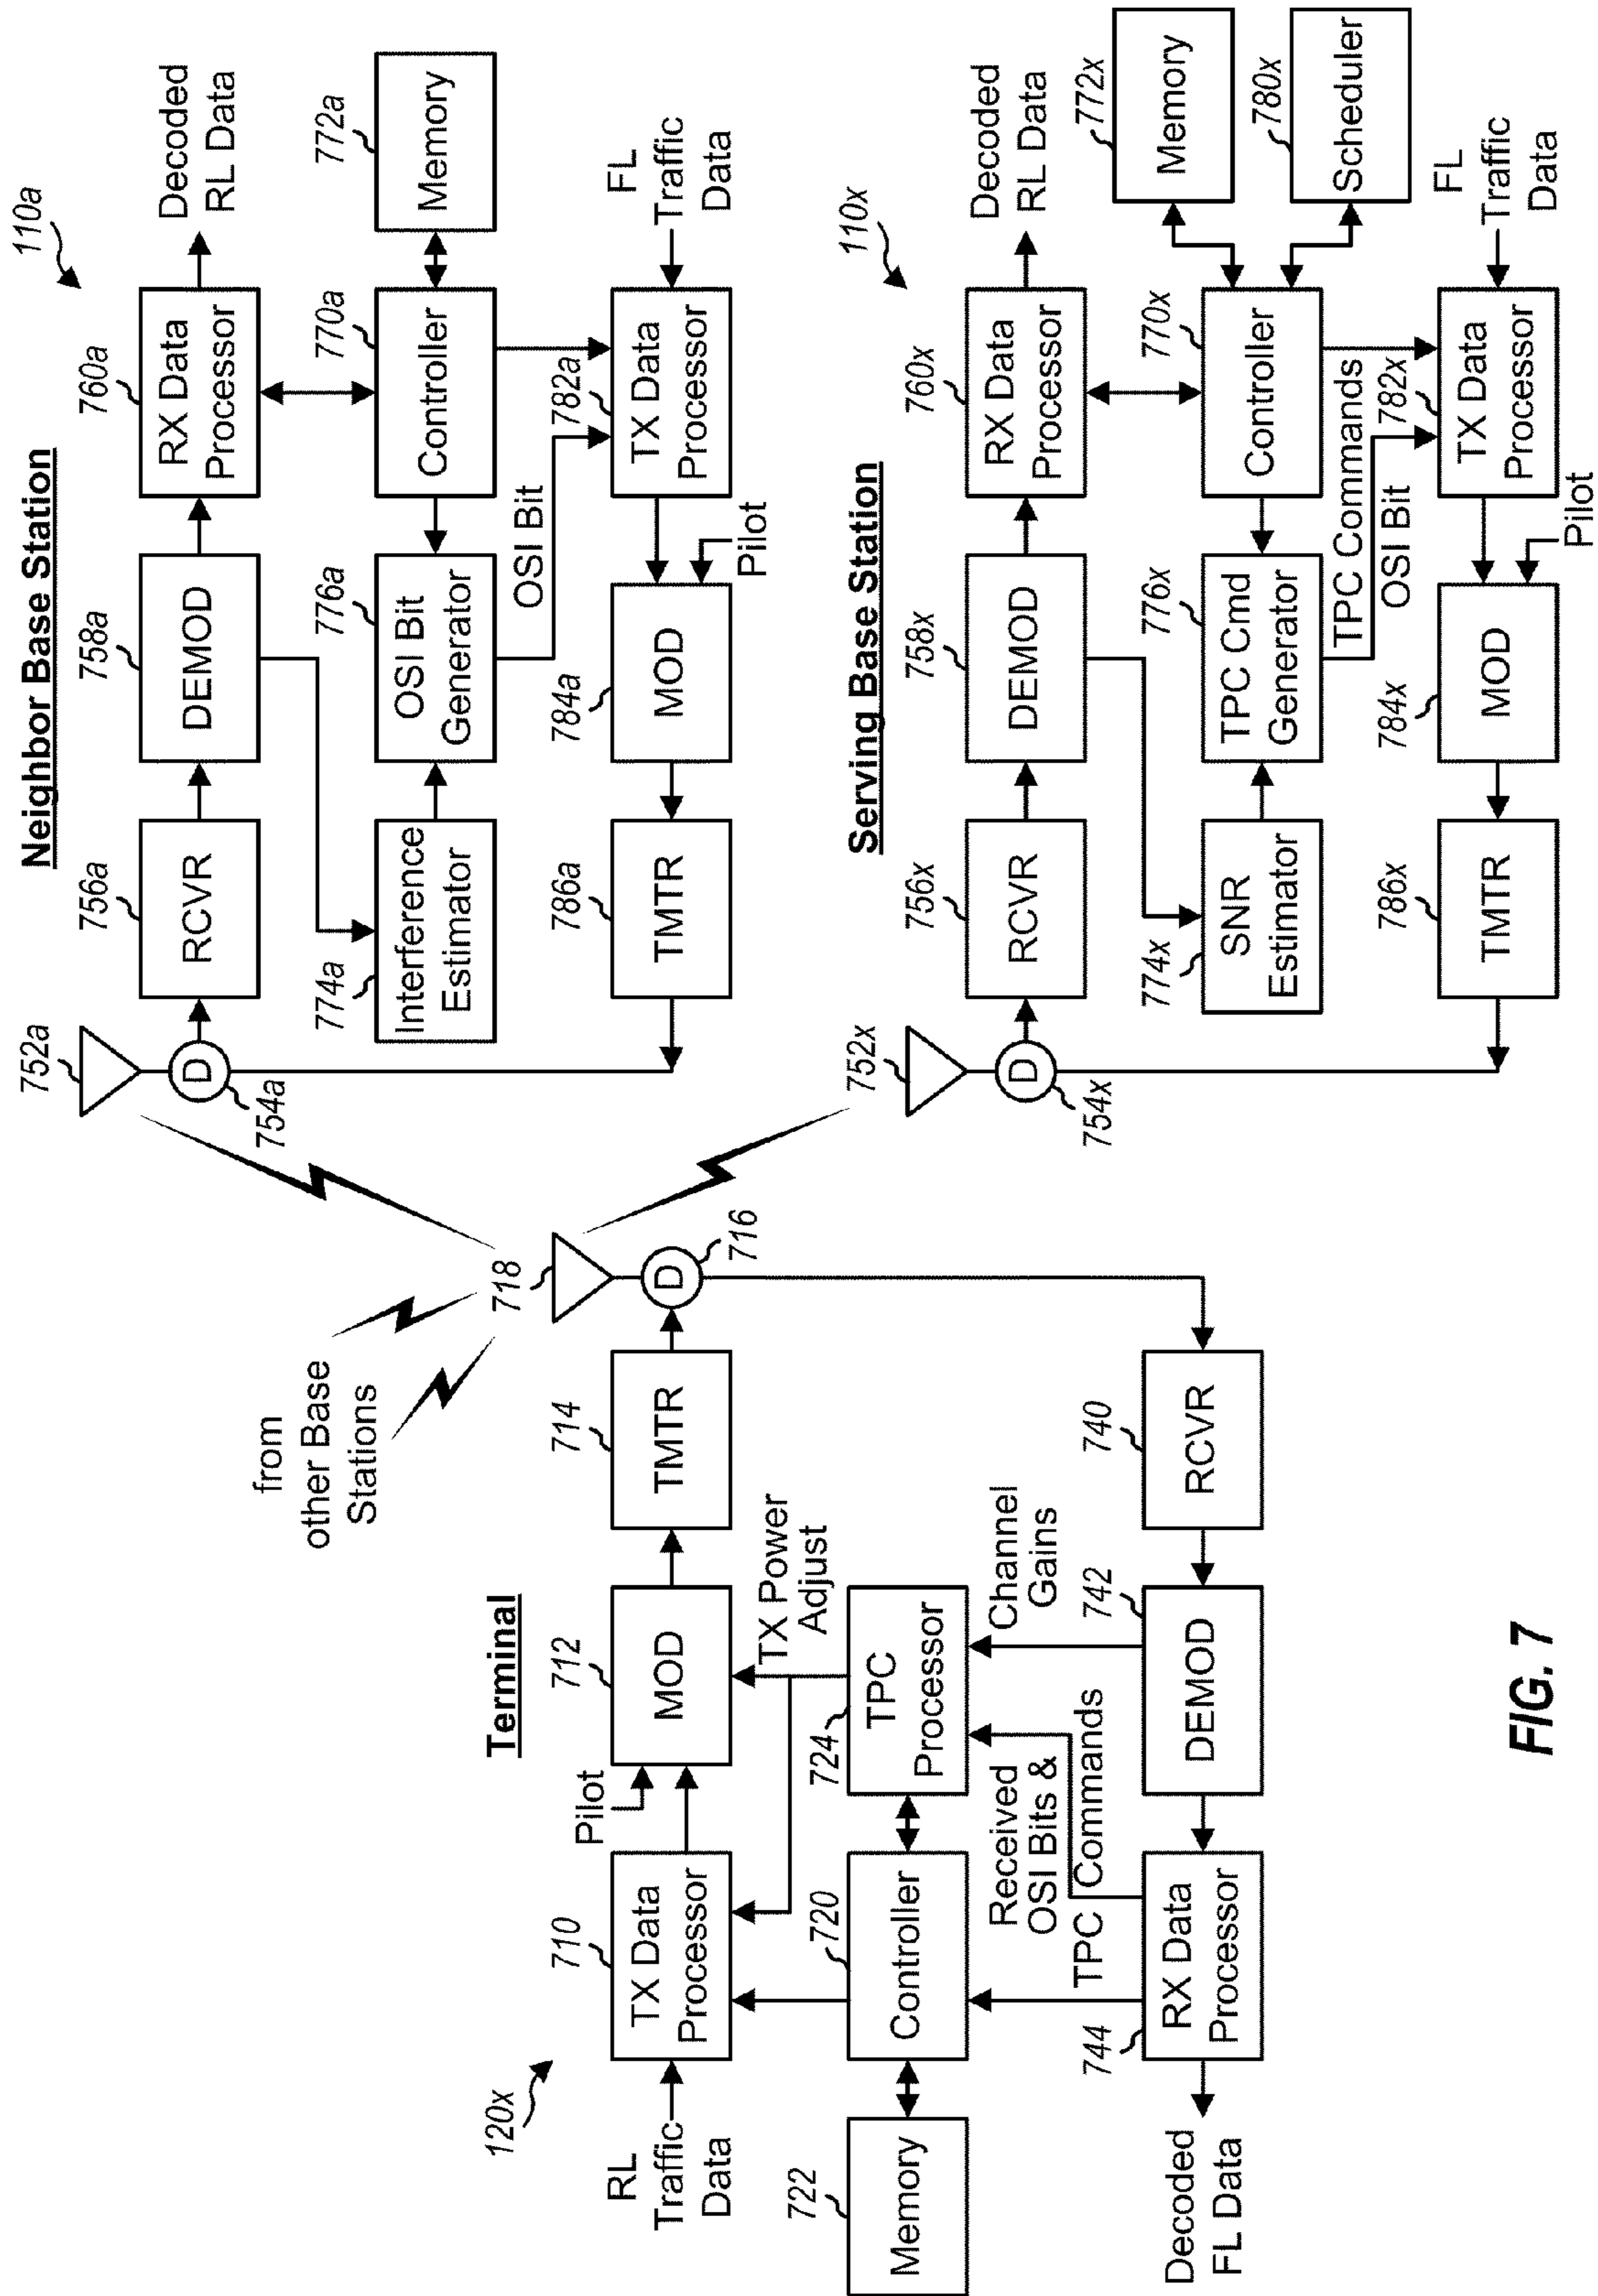 120x
Terminal
RL
Traffic
Data
710
TX Data
Processor
Pilot
712
MOD
714
TMTR
718
D
716
from
other Base
Stations
TX Power
Adjust
722
Memory
720
Controller
724
TPC
Processor
Received
OSI Bits &
TPC Commands
Channel
Gains
Decoded
FL Data
744
RX Data
Processor
742
DEMOD
740
RCVR
Neighbor Base Station
110a
752a
D
754a
756a
RCVR
758a
DEMOD
760a
RX Data
Processor
Decoded
RL Data
774a
Interference
Estimator
776a
OSI Bit
Generator
770a
Controller
772a
Memory
OSI Bit
786a
TMTR
784a
MOD
Pilot
782a
TX Data
Processor
FL
Traffic
Data
Serving Base Station
110x
752x
D
754x
756x
RCVR
758x
DEMOD
760x
RX Data
Processor
Decoded
RL Data
774x
SNR
Estimator
776x
TPC Cmd
Generator
770x
Controller
772x
Memory
780x
Scheduler
TPC Commands
OSI Bit
786x
TMTR
784x
MOD
Pilot
782x
TX Data
Processor
FL
Traffic
Data
FIG. 7